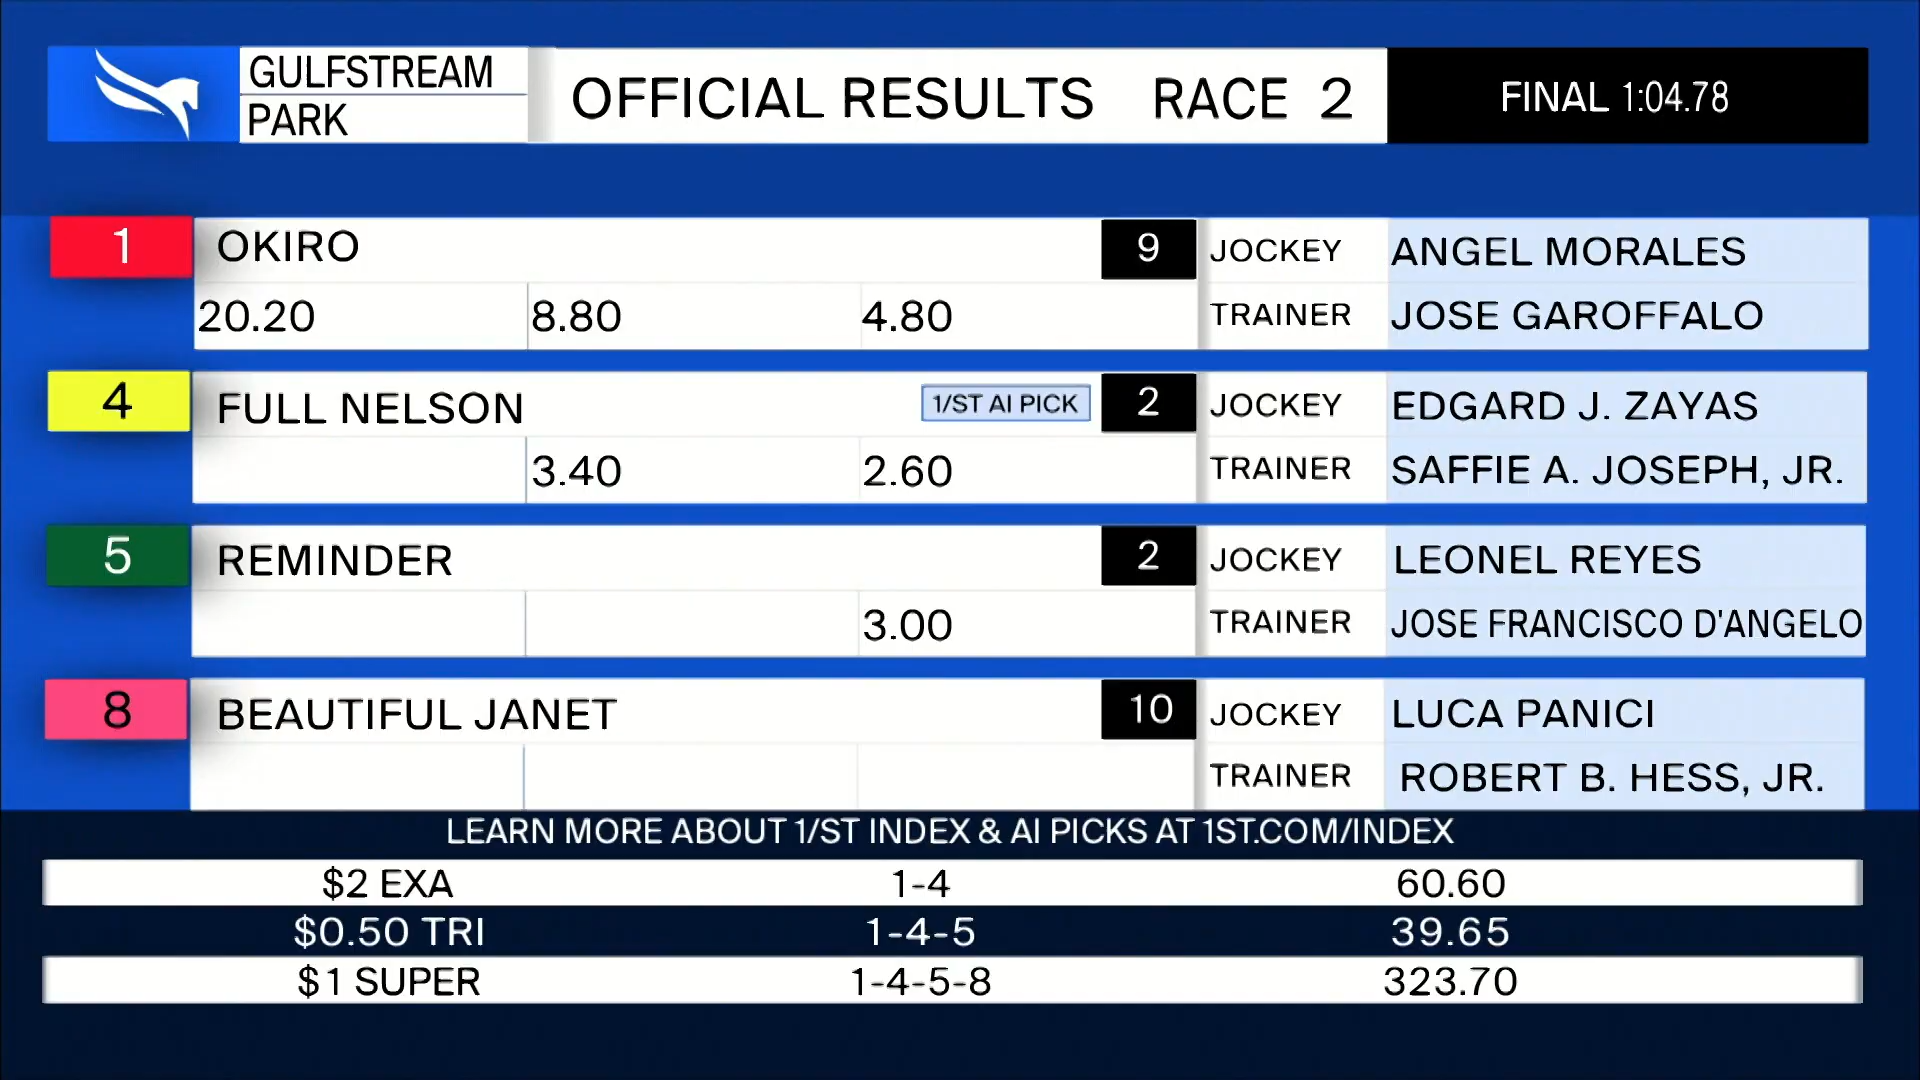 GULFSTREAM PARK
OFFICIAL RESULTS RACE 2
FINAL 1:04.78
1 OKIRO 9 JOCKEY ANGEL MORALES
20.20 8.80 4.80 TRAINER JOSE GAROFFALO
4 FULL NELSON 1/ST AI PICK 2 JOCKEY EDGARD J. ZAYAS
3.40 2.60 TRAINER SAFFIE A. JOSEPH, JR.
5 REMINDER 2 JOCKEY LEONEL REYES
3.00 TRAINER JOSE FRANCISCO D'ANGELO
8 BEAUTIFUL JANET 10 JOCKEY LUCA PANICI
TRAINER ROBERT B. HESS, JR.
LEARN MORE ABOUT 1/ST INDEX & AI PICKS AT 1ST.COM/INDEX
$2 EXA 1-4 60.60
$0.50 TRI 1-4-5 39.65
$1 SUPER 1-4-5-8 323.70